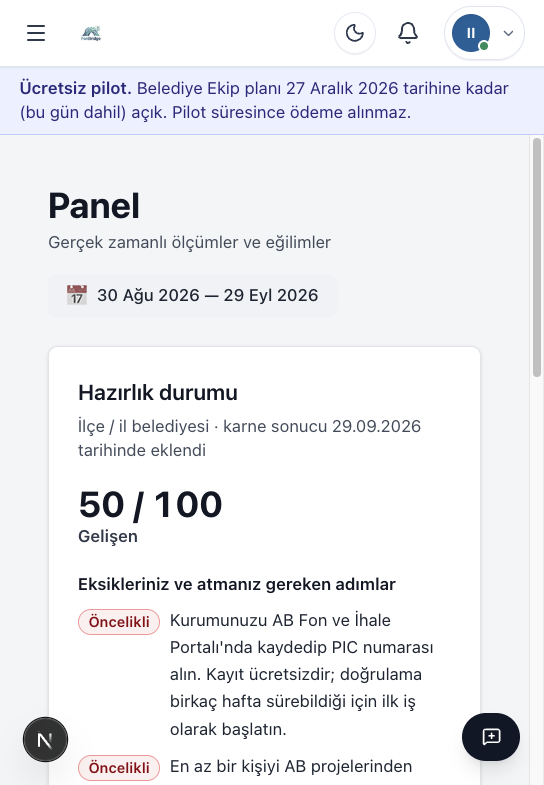 II
Ücretsiz pilot. Belediye Ekip planı 27 Aralık 2026 tarihine kadar
(bu gün dahil) açık. Pilot süresince ödeme alınmaz.
Panel
Gerçek zamanlı ölçümler ve eğilimler
17 30 Ağu 2026 — 29 Eyl 2026
Hazırlık durumu
İlçe / il belediyesi · karne sonucu 29.09.2026
tarihinde eklendi
50 / 100
Gelişen
Eksikleriniz ve atmanız gereken adımlar
Öncelikli Kurumunuzu AB Fon ve İhale
Portalı'nda kaydedip PIC numarası
alın. Kayıt ücretsizdir; doğrulama
birkaç hafta sürebildiği için ilk iş
olarak başlatın.
Öncelikli En az bir kişiyi AB projelerinden
N